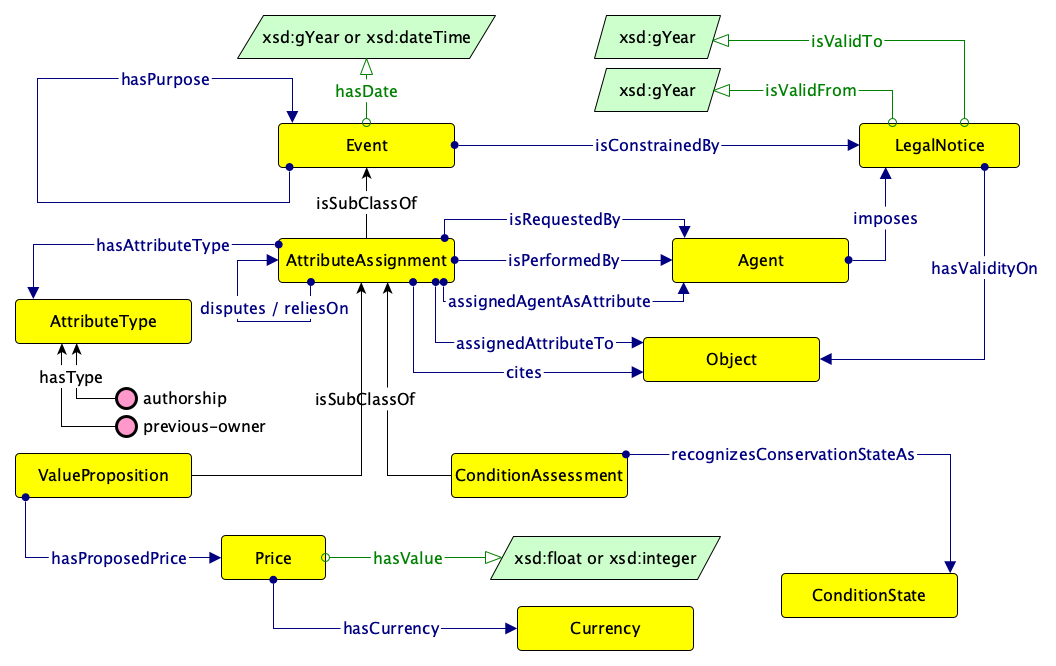 xsd:gYear or xsd:dateTime
xsd:gYear
isValidTo
hasPurpose
hasDate
xsd:gYear
isValidFrom
Event
isConstrainedBy
LegalNotice
isSubClassOf
isRequestedBy
imposes
hasAttributeType
AttributeAssignment
isPerformedBy
Agent
hasValidityOn
disputes / reliesOn
assignedAgentAsAttribute
AttributeType
assignedAttributeTo
Object
hasType
cites
authorship
isSubClassOf
previous-owner
ValueProposition
ConditionAssessment
recognizesConservationStateAs
hasProposedPrice
Price
hasValue
xsd:float or xsd:integer
ConditionState
hasCurrency
Currency